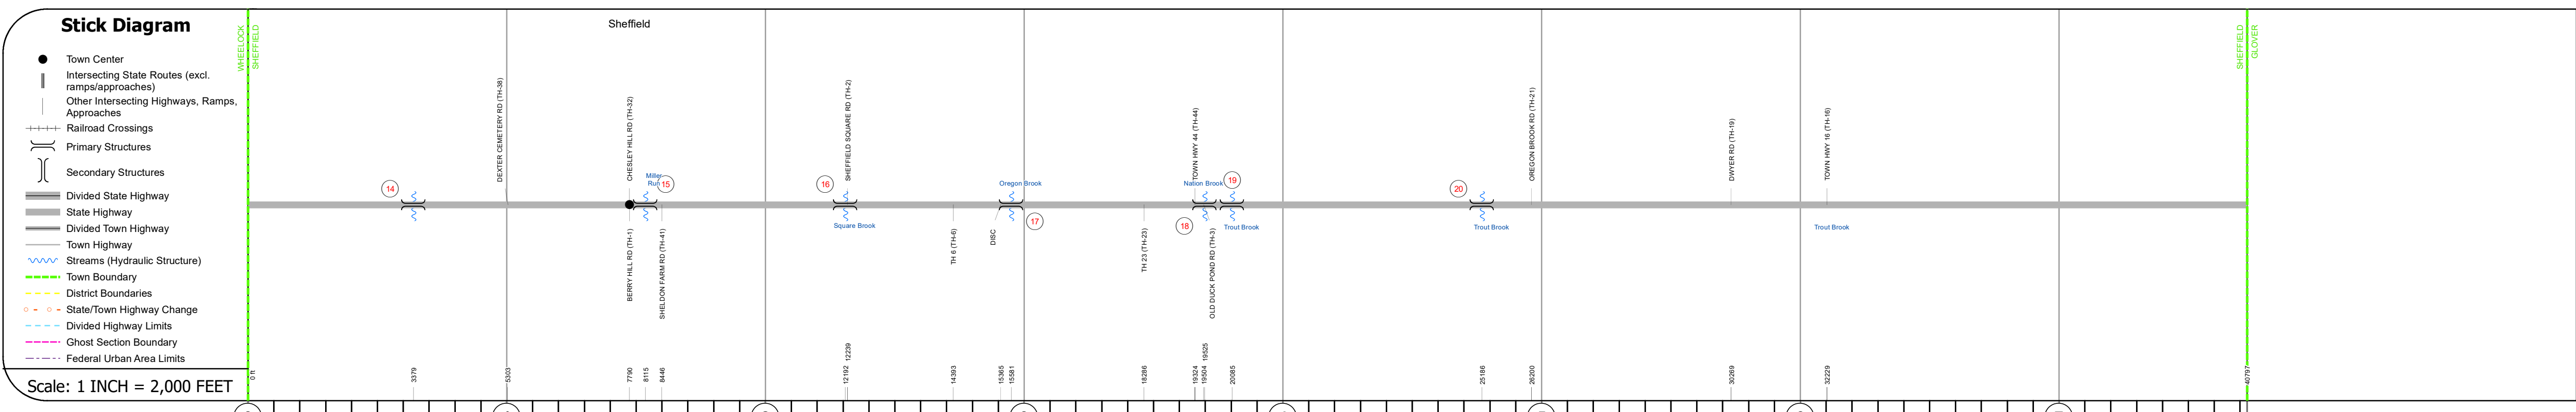 Stick Diagram
Town Center
Intersecting State Routes (excl.
ramps/approaches)
Other Intersecting Highways, Ramps,
Approaches
Railroad Crossings
Primary Structures
Secondary Structures
Divided State Highway
State Highway
Divided Town Highway
Town Highway
Streams (Hydraulic Structure)
Town Boundary
District Boundaries
State/Town Highway Change
Divided Highway Limits
Ghost Section Boundary
Federal Urban Area Limits
Scale: 1 INCH = 2,000 FEET
Sheffield
WHEELOCK
SHEFFIELD
SHEFFIELD
GLOVER
DEXTER CEMETERY RD (TH-38)
CHESLEY HILL RD (TH-32)
SHEFFIELD SQUARE RD (TH-2)
TOWN HWY 44 (TH-44)
OREGON BROOK RD (TH-21)
DWYER RD (TH-19)
TOWN HWY 16 (TH-16)
14
Miller
Run
15
16
Oregon Brook
17
Nation Brook
18
19
20
Square Brook
Trout Brook
Trout Brook
Trout Brook
BERRY HILL RD (TH-1)
SHELDON FARM RD (TH-41)
TH 6 (TH-6)
DISC
TH 23 (TH-23)
OLD DUCK POND RD (TH-3)
0 ft
3379
5303
7790
8115
8446
12192
12239
14393
15365
15581
18286
19324
19504
19525
20085
25186
26200
30269
32229
40797